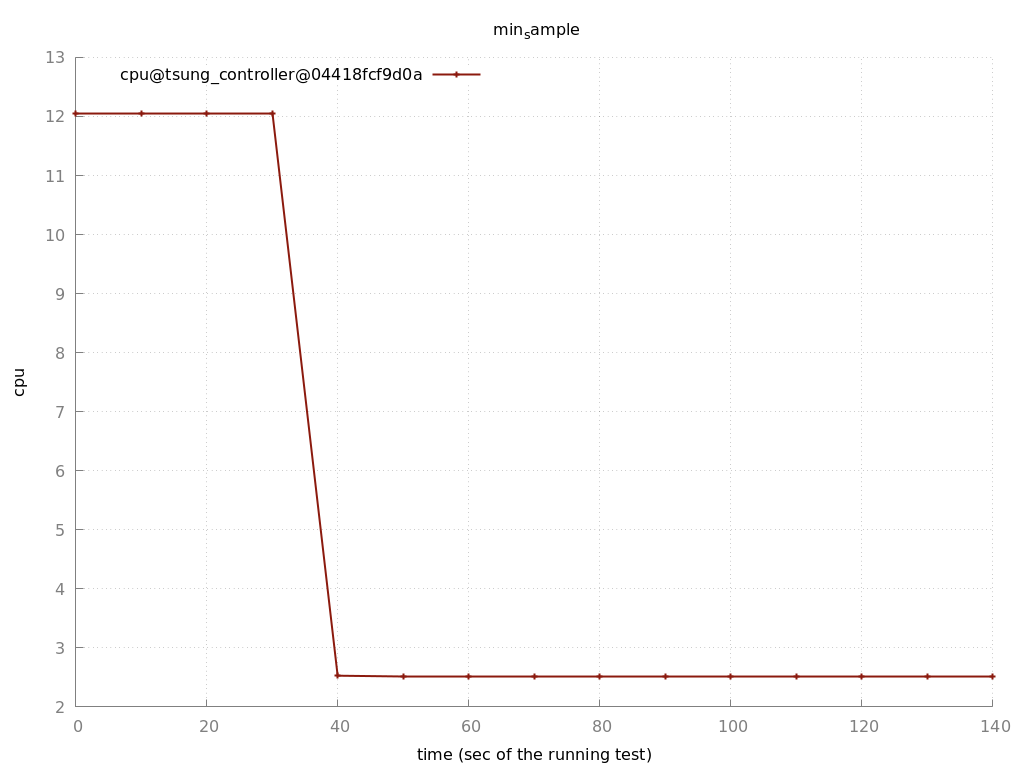 min_sample
13
cpu@tsung_controller@04418fcf9d0a
12
11
10
9
8
7
6
5
4
3
2
cpu
0 20 40 60 80 100 120 140
time (sec of the running test)